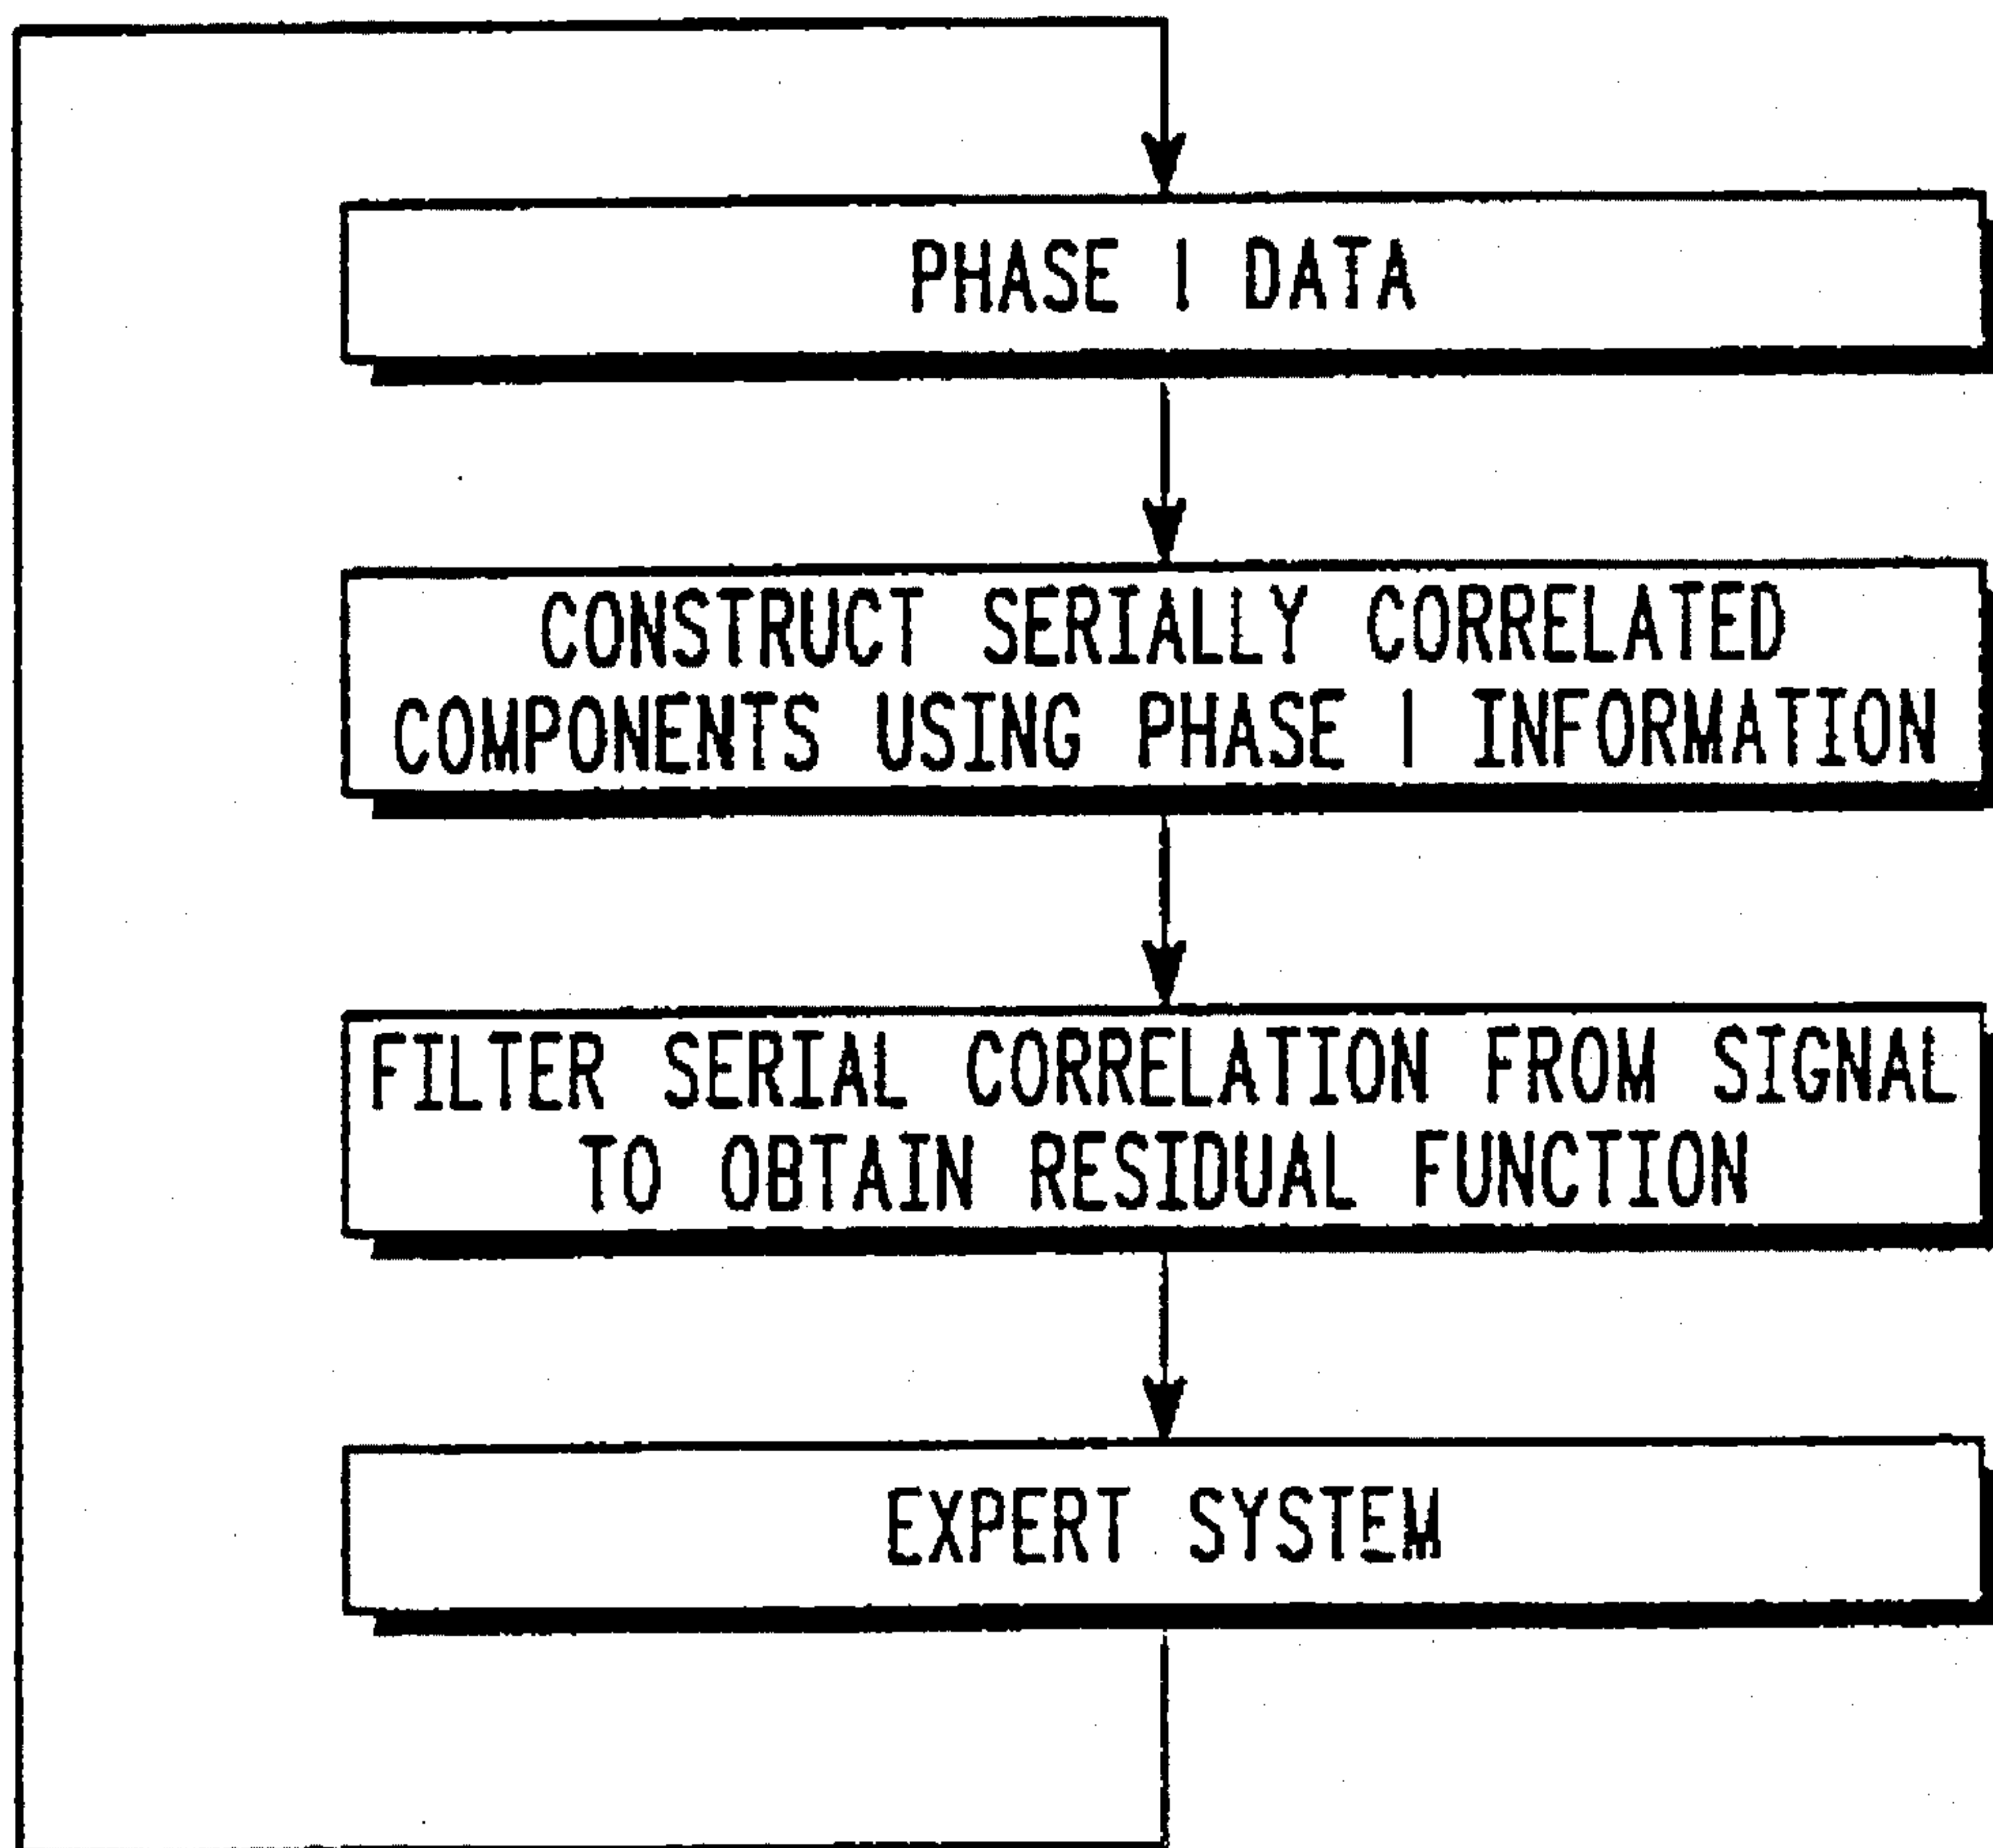 PHASE I DATA
CONSTRUCT SERIALLY CORRELATED
COMPONENTS USING PHASE I INFORMATION
FILTER SERIAL CORRELATION FROM SIGNAL
TO OBTAIN RESIDUAL FUNCTION
EXPERT SYSTEM